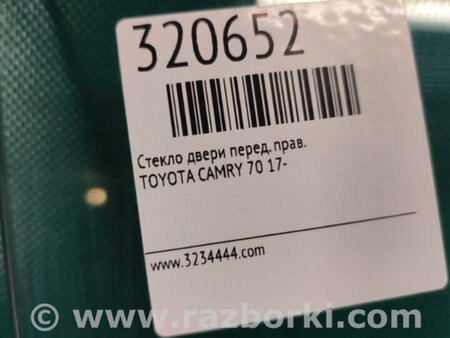 320652
Стекло двери перед. прав.
TOYOTA CAMRY 70 17-
www.3234444.com
© www.razborki.com